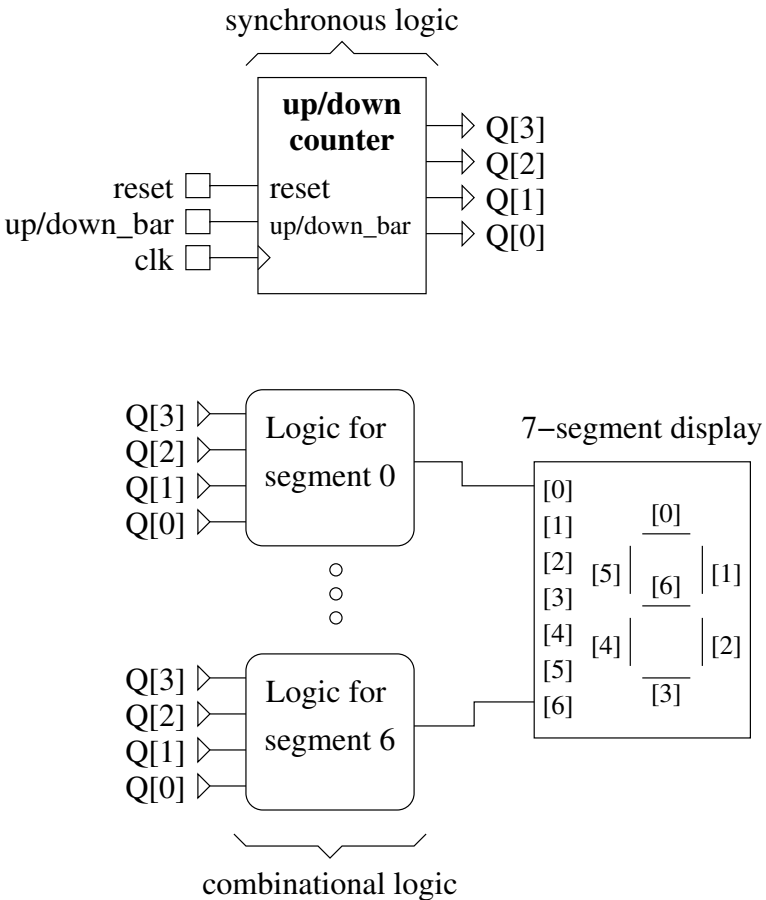 synchronous logic
up/down
counter
reset
up/down_bar
clk
reset
up/down_bar
Q[3]
Q[2]
Q[1]
Q[0]
Q[3]
Q[2]
Q[1]
Q[0]
Logic for
segment 0
7−segment display
[0]
[1]
[2]
[3]
[4]
[5]
[6]
[0]
[5]
[1]
[6]
[4]
[2]
[3]
Q[3]
Q[2]
Q[1]
Q[0]
Logic for
segment 6
combinational logic